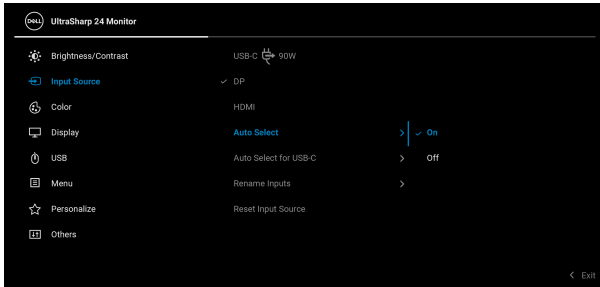 DELL UltraSharp 24 Monitor
Brightness/Contrast
USB-C 90W
Input Source
DP
Color
HDMI
Display
Auto Select
On
USB
Auto Select for USB-C
Off
Menu
Rename Inputs
Personalize
Reset Input Source
Others
Exit